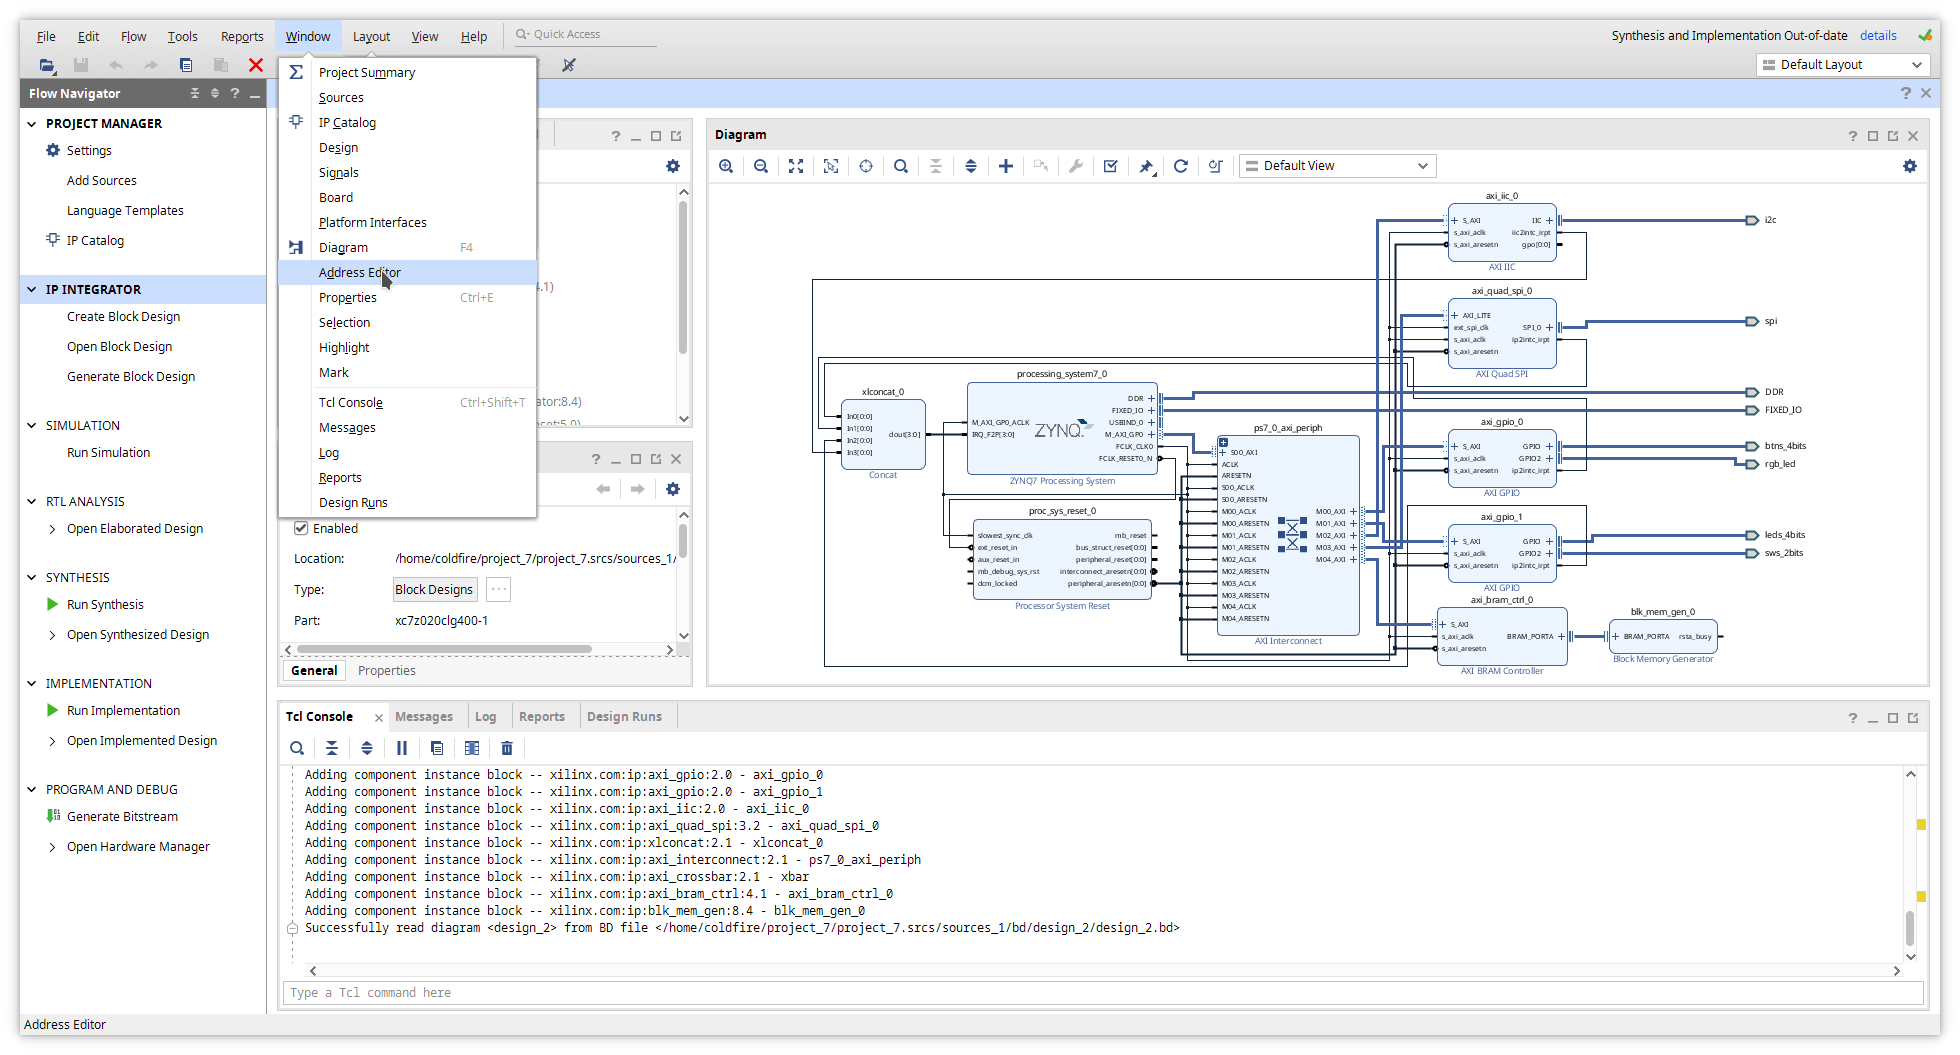 File Edit Flow Tools Reports Window Layout View Help Quick Access
Synthesis and Implementation Out-of-date details
Default Layout
Flow Navigator
PROJECT MANAGER
Settings
Add Sources
Language Templates
IP Catalog
IP INTEGRATOR
Create Block Design
Open Block Design
Generate Block Design
SIMULATION
Run Simulation
RTL ANALYSIS
Open Elaborated Design
SYNTHESIS
Run Synthesis
Open Synthesized Design
IMPLEMENTATION
Run Implementation
Open Implemented Design
PROGRAM AND DEBUG
Generate Bitstream
Open Hardware Manager
Project Summary
Sources
IP Catalog
Design
Signals
Board
Platform Interfaces
Diagram F4
Address Editor
Properties Ctrl+E
Selection
Highlight
Mark
Tcl Console Ctrl+Shift+T
Messages
Log
Reports
Design Runs
.1)
ator:8.4)
set:5.0)
Enabled
Location: /home/coldfire/project_7/project_7.srcs/sources_1/
Type: Block Designs ...
Part: xc7z020clg400-1
General Properties
Diagram
Default View
axi_iic_0
S_AXI
s_axi_aclk
s_axi_aresetn
IIC
iic2intc_irpt
gpo[0:0]
AXI IIC
i2c
axi_quad_spi_0
AXI_LITE
ext_spi_clk
s_axi_aclk
s_axi_aresetn
SPI_0
ip2intc_irpt
AXI Quad SPI
spi
DDR
FIXED_IO
xlconcat_0
In0[0:0]
In1[0:0]
In2[0:0]
In3[0:0]
dout[3:0]
Concat
processing_system7_0
M_AXI_GP0_ACLK
IRQ_F2P[3:0]
ZYNQ
DDR
FIXED_IO
USBIND_0
M_AXI_GP0
FCLK_CLK0
FCLK_RESET0_N
ZYNQ7 Processing System
proc_sys_reset_0
slowest_sync_clk
ext_reset_in
aux_reset_in
mb_debug_sys_rst
dcm_locked
mb_reset
bus_struct_reset[0:0]
peripheral_reset[0:0]
interconnect_aresetn[0:0]
peripheral_aresetn[0:0]
Processor System Reset
ps7_0_axi_periph
S00_AXI
ACLK
ARESETN
S00_ACLK
S00_ARESETN
M00_ACLK
M00_ARESETN
M01_ACLK
M01_ARESETN
M02_ACLK
M02_ARESETN
M03_ACLK
M03_ARESETN
M04_ACLK
M04_ARESETN
M00_AXI
M01_AXI
M02_AXI
M03_AXI
M04_AXI
AXI Interconnect
axi_gpio_0
S_AXI
s_axi_aclk
s_axi_aresetn
GPIO
GPIO2
ip2intc_irpt
AXI GPIO
btns_4bits
rgb_led
axi_gpio_1
S_AXI
s_axi_aclk
s_axi_aresetn
GPIO
GPIO2
ip2intc_irpt
AXI GPIO
leds_4bits
sws_2bits
axi_bram_ctrl_0
S_AXI
s_axi_aclk
s_axi_aresetn
BRAM_PORTA
AXI BRAM Controller
blk_mem_gen_0
BRAM_PORTA rsta_busy
Block Memory Generator
Tcl Console Messages Log Reports Design Runs
Adding component instance block -- xilinx.com:ip:axi_gpio:2.0 - axi_gpio_0
Adding component instance block -- xilinx.com:ip:axi_gpio:2.0 - axi_gpio_1
Adding component instance block -- xilinx.com:ip:axi_iic:2.0 - axi_iic_0
Adding component instance block -- xilinx.com:ip:axi_quad_spi:3.2 - axi_quad_spi_0
Adding component instance block -- xilinx.com:ip:xlconcat:2.1 - xlconcat_0
Adding component instance block -- xilinx.com:ip:axi_interconnect:2.1 - ps7_0_axi_periph
Adding component instance block -- xilinx.com:ip:axi_crossbar:2.1 - xbar
Adding component instance block -- xilinx.com:ip:axi_bram_ctrl:4.1 - axi_bram_ctrl_0
Adding component instance block -- xilinx.com:ip:blk_mem_gen:8.4 - blk_mem_gen_0
Successfully read diagram <design_2> from BD file </home/coldfire/project_7/project_7.srcs/sources_1/bd/design_2/design_2.bd>
Type a Tcl command here
Address Editor